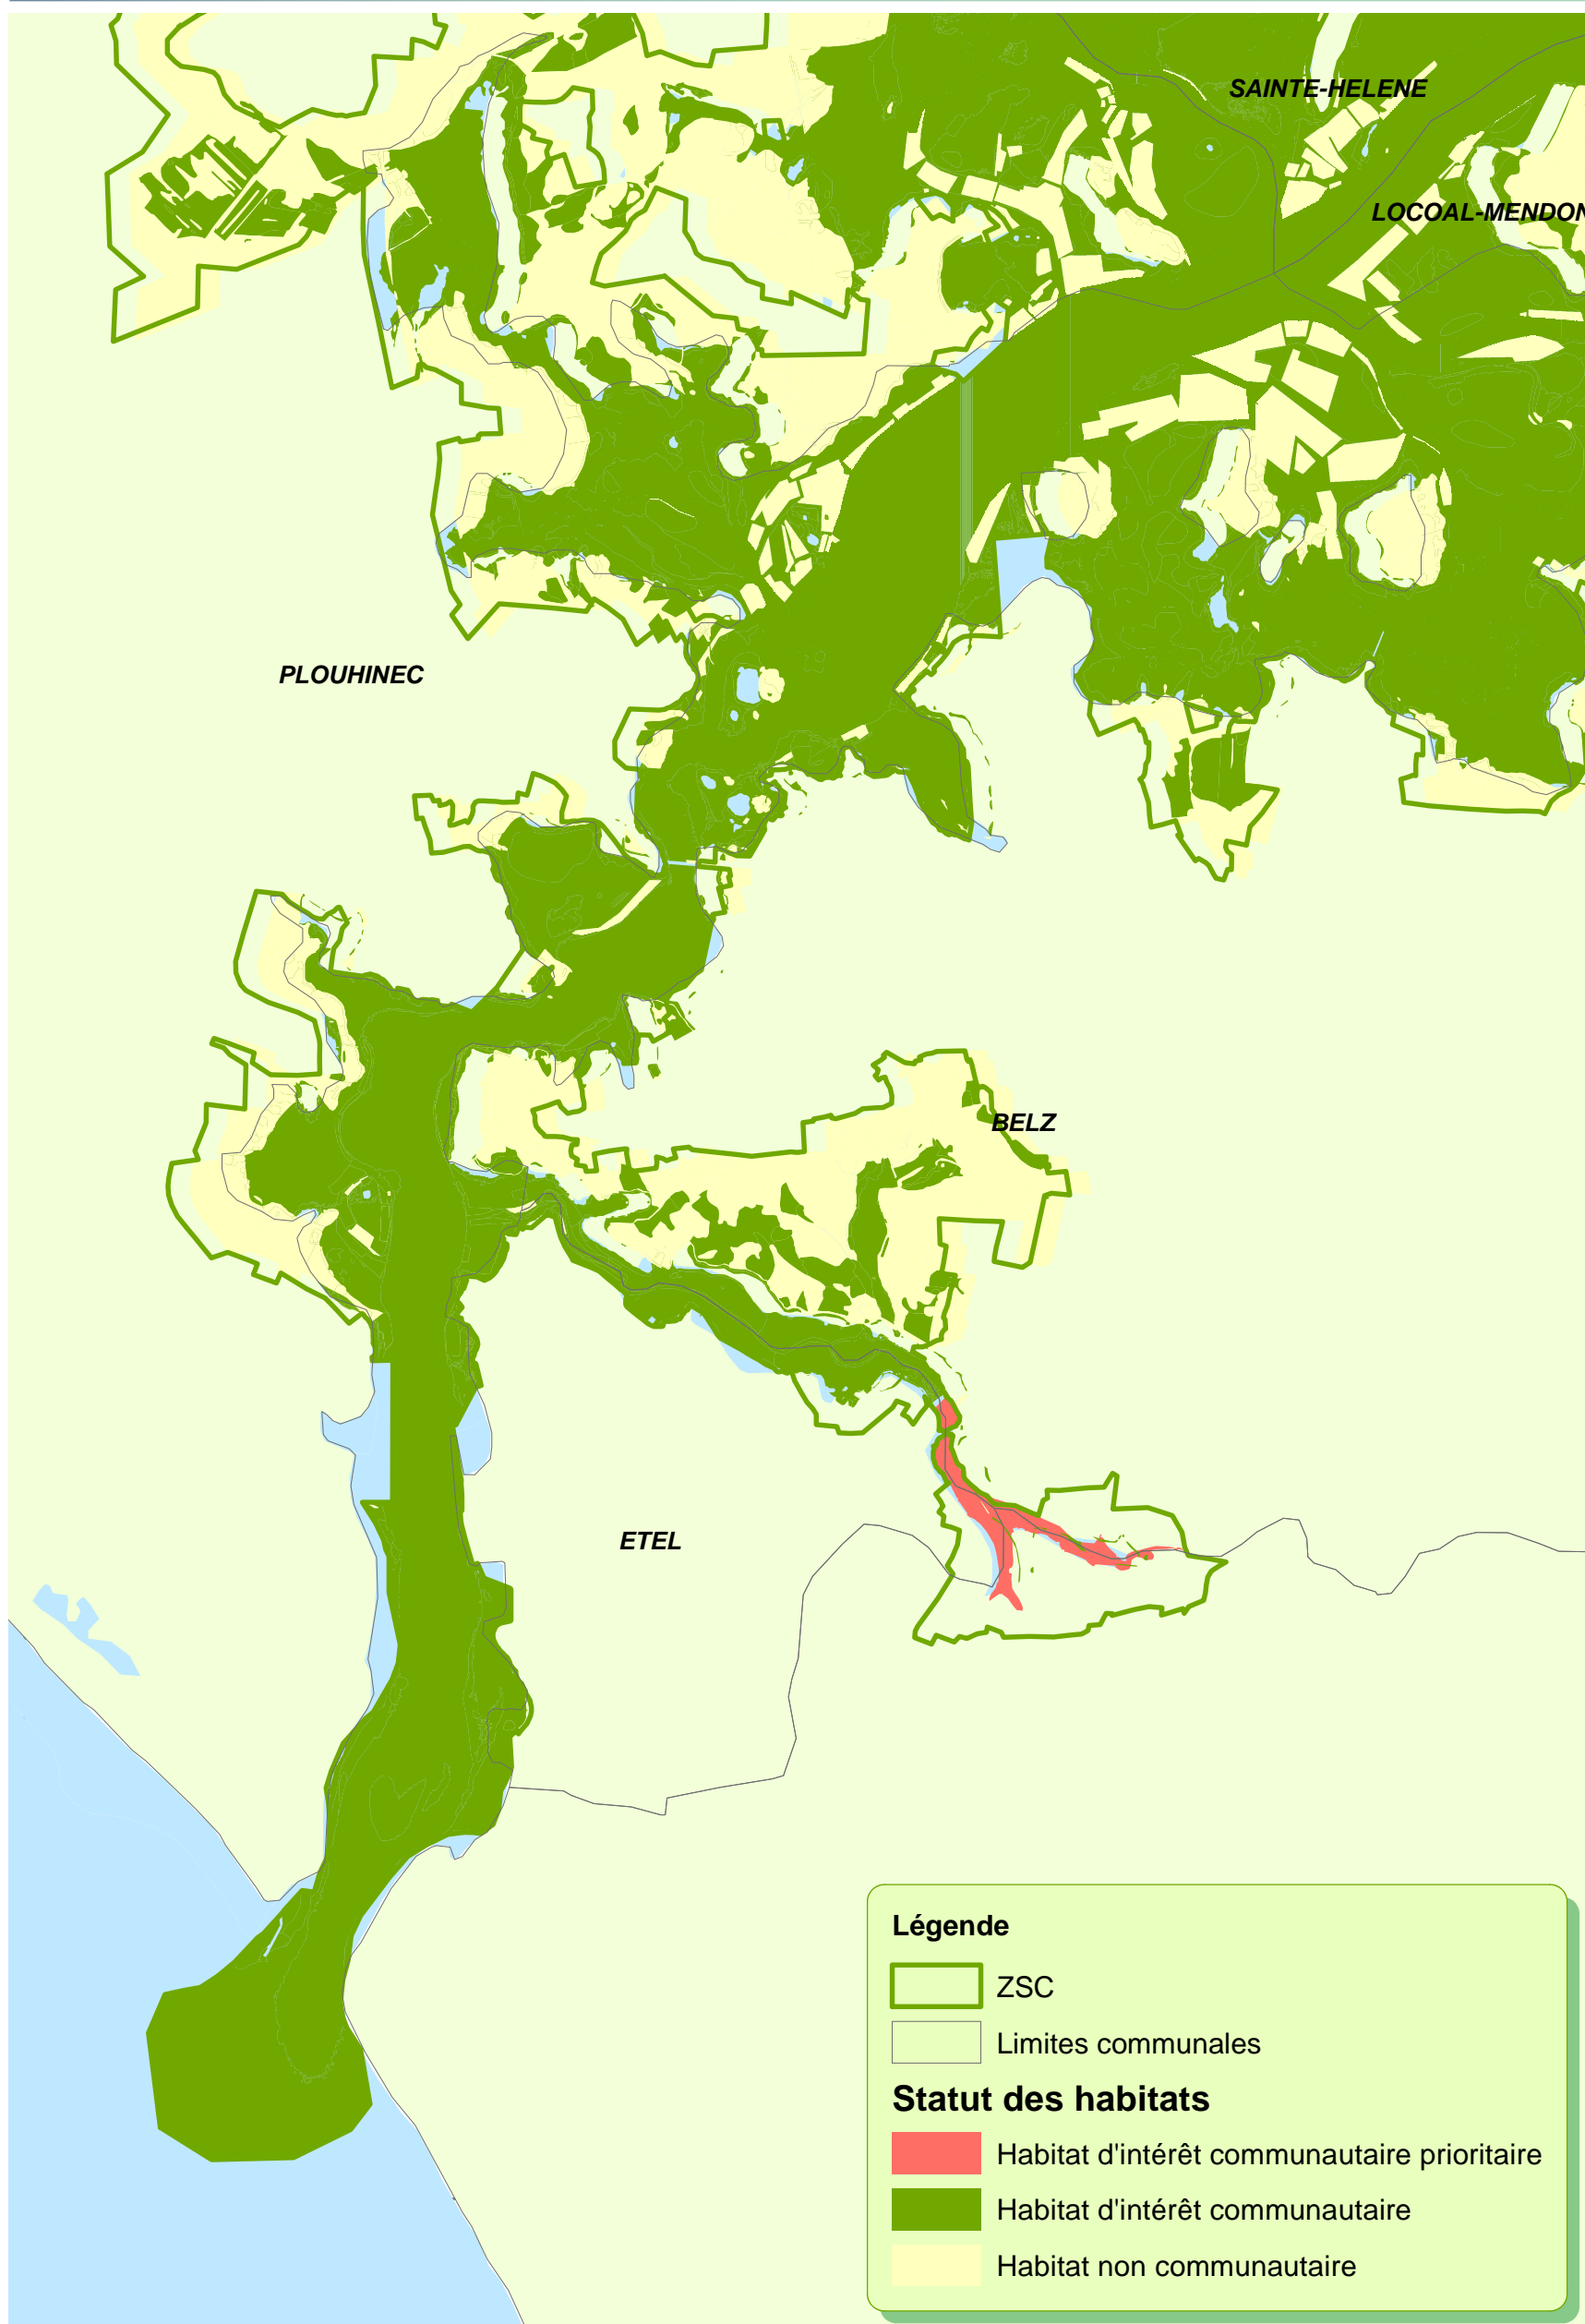 SAINTE-HELENE
LOCOAL-MENDON
PLOUHINEC
BELZ
ETEL
Légende
ZSC
Limites communales
Statut des habitats
Habitat d'intérêt communautaire prioritaire
Habitat d'intérêt communautaire
Habitat non communautaire